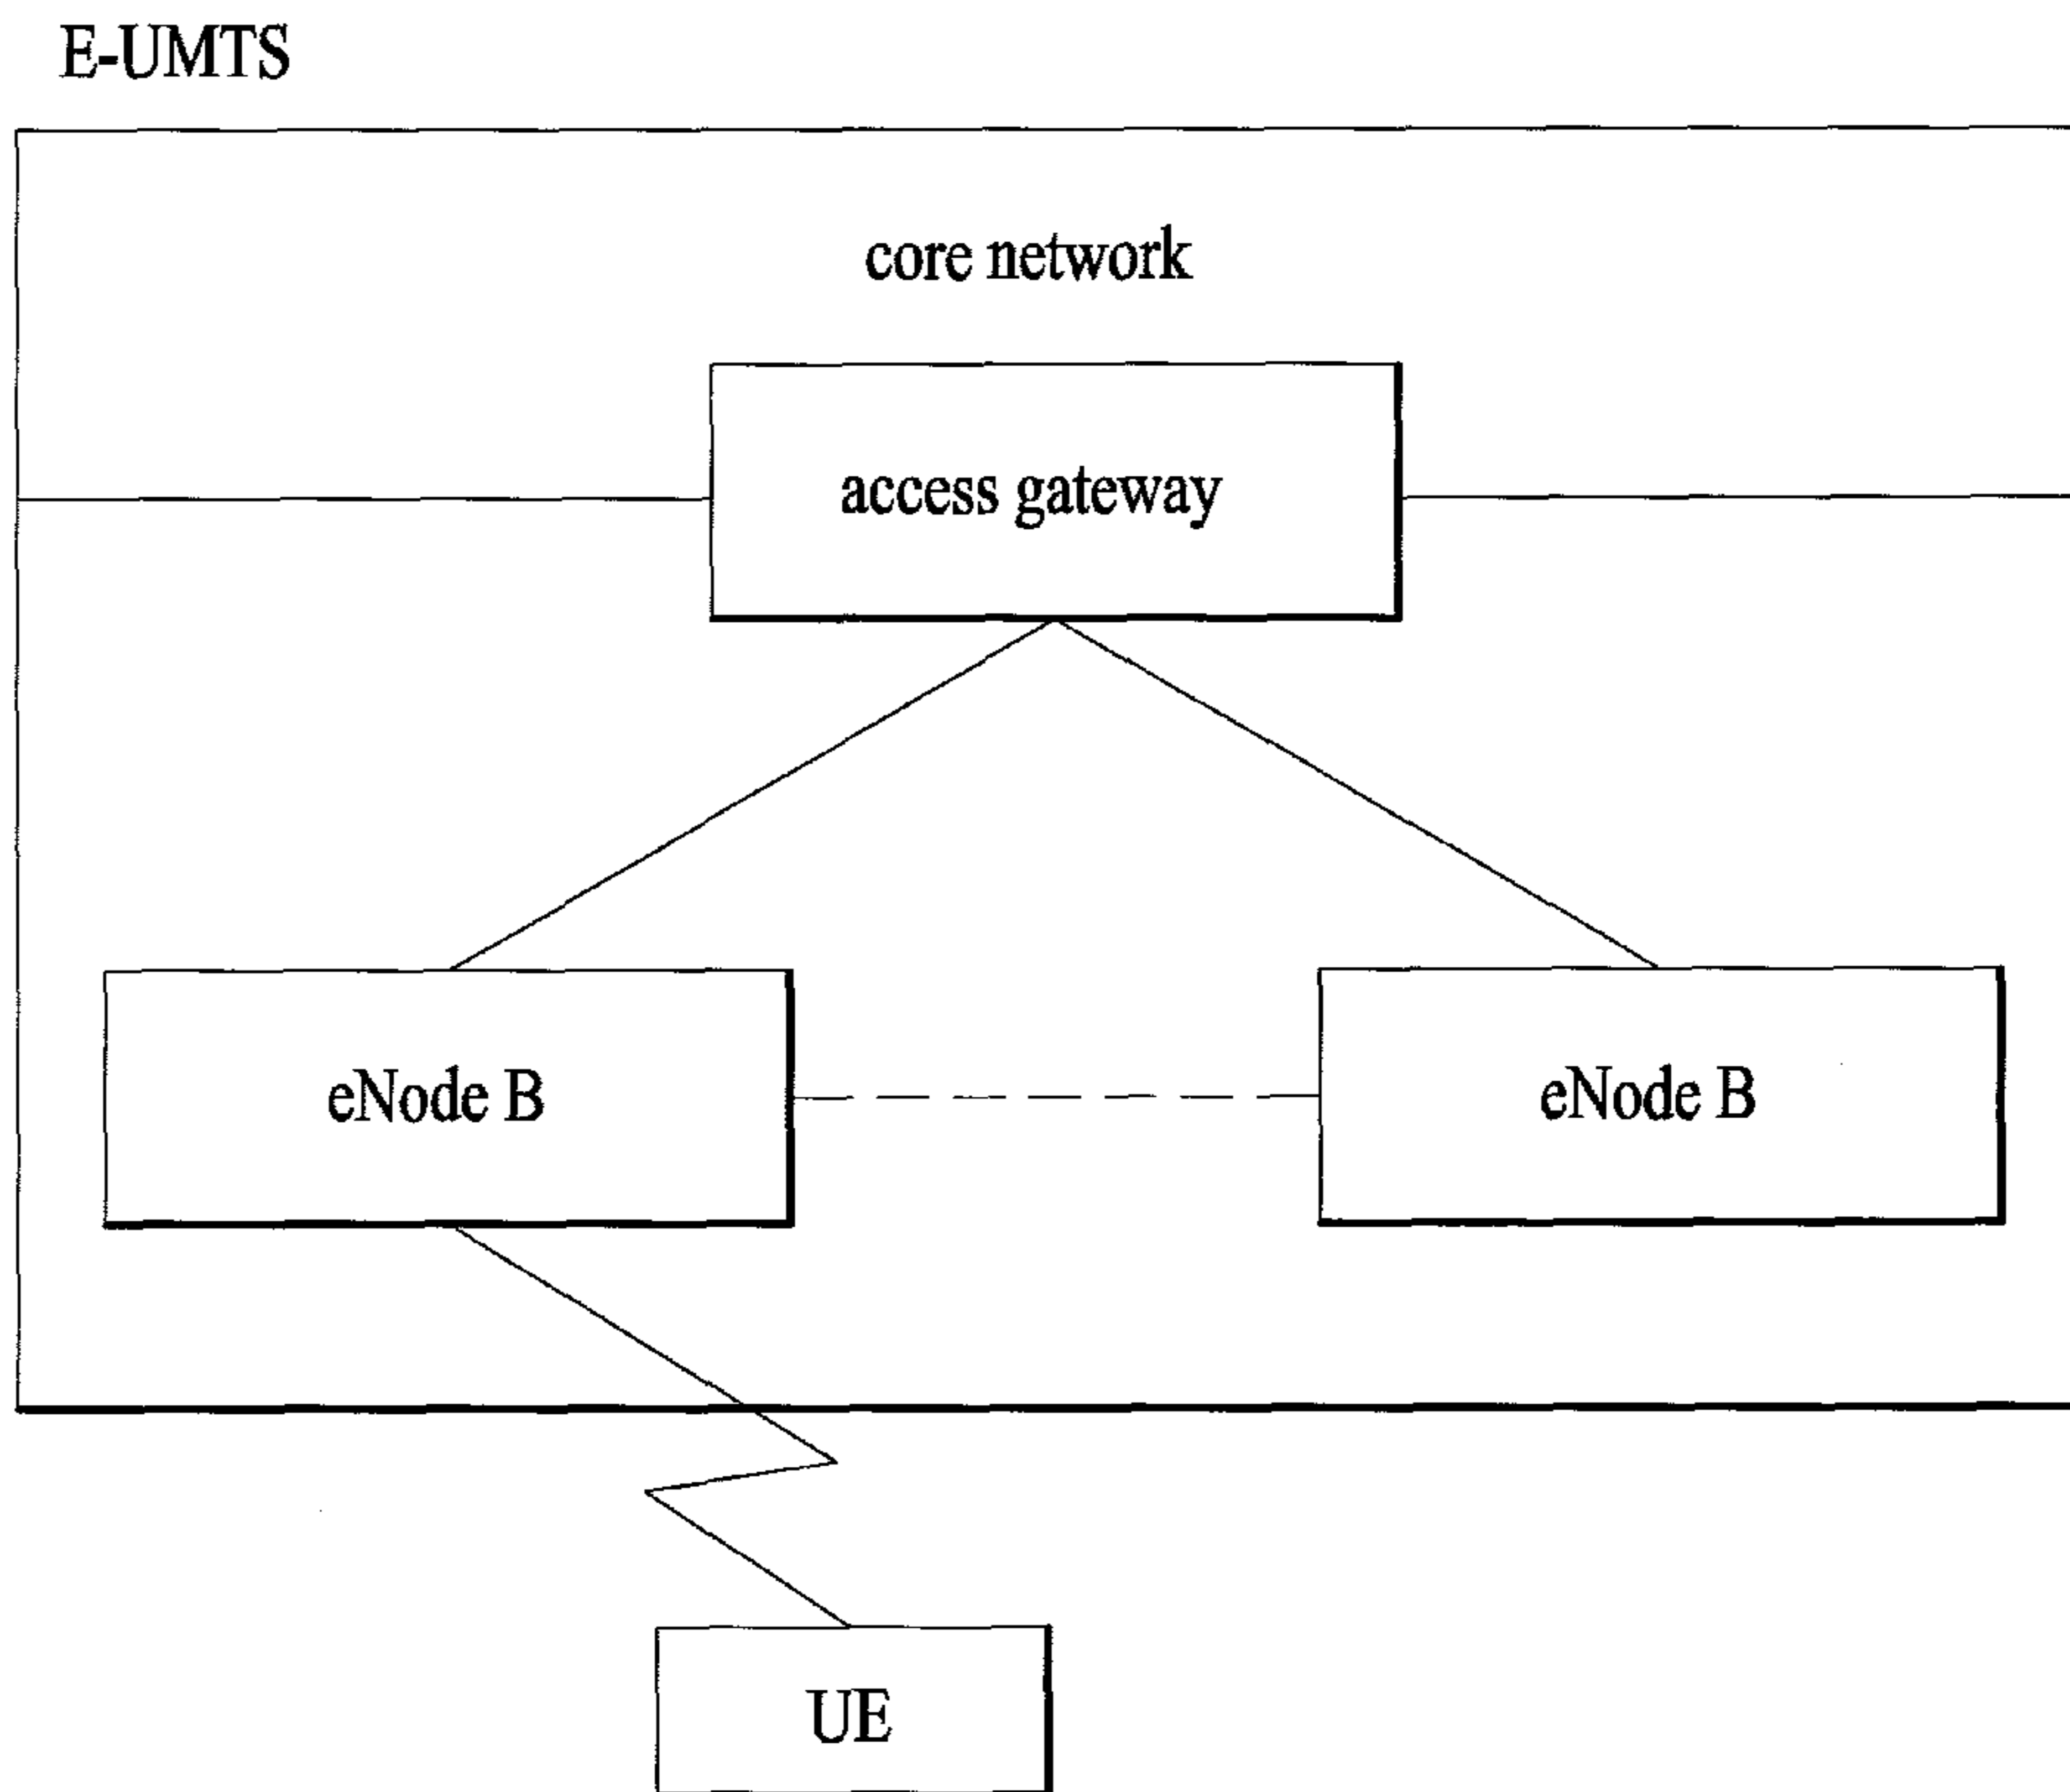 E-UMTS
core network
access gateway
eNode B
eNode B
UE